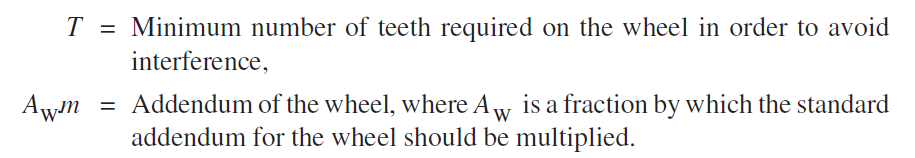 T = Minimum number of teeth required on the wheel in order to avoid
interference,
A_W.m = Addendum of the wheel, where A_W is a fraction by which the standard
addendum for the wheel should be multiplied.